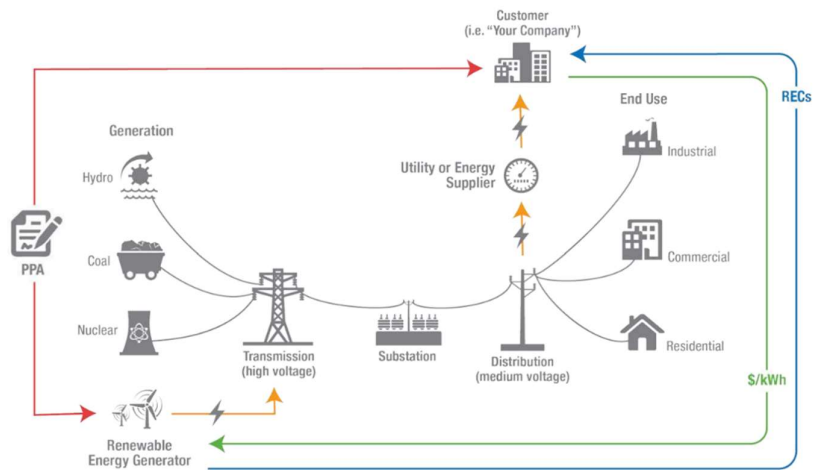 Customer
(i.e. “Your Company”)
RECs
End Use
Generation
Industrial
Hydro
Utility or Energy
Supplier
PPA
Coal
Commercial
Nuclear
Transmission
(high voltage)
Substation
Distribution
(medium voltage)
Residential
$/kWh
Renewable
Energy Generator